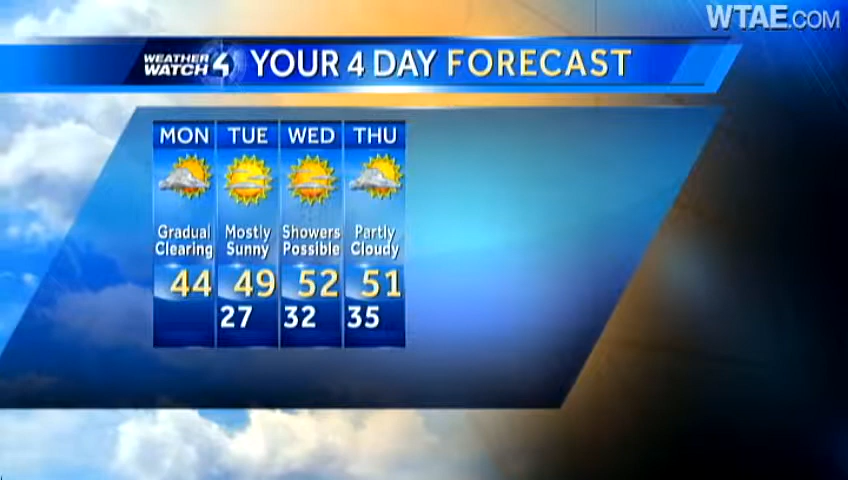 WTAE.COM
WEATHER
WATCH 4
YOUR 4 DAY FORECAST
MON TUE WED THU
Gradual Mostly Showers Partly
Clearing Sunny Possible Cloudy
44 49 52 51
27 32 35